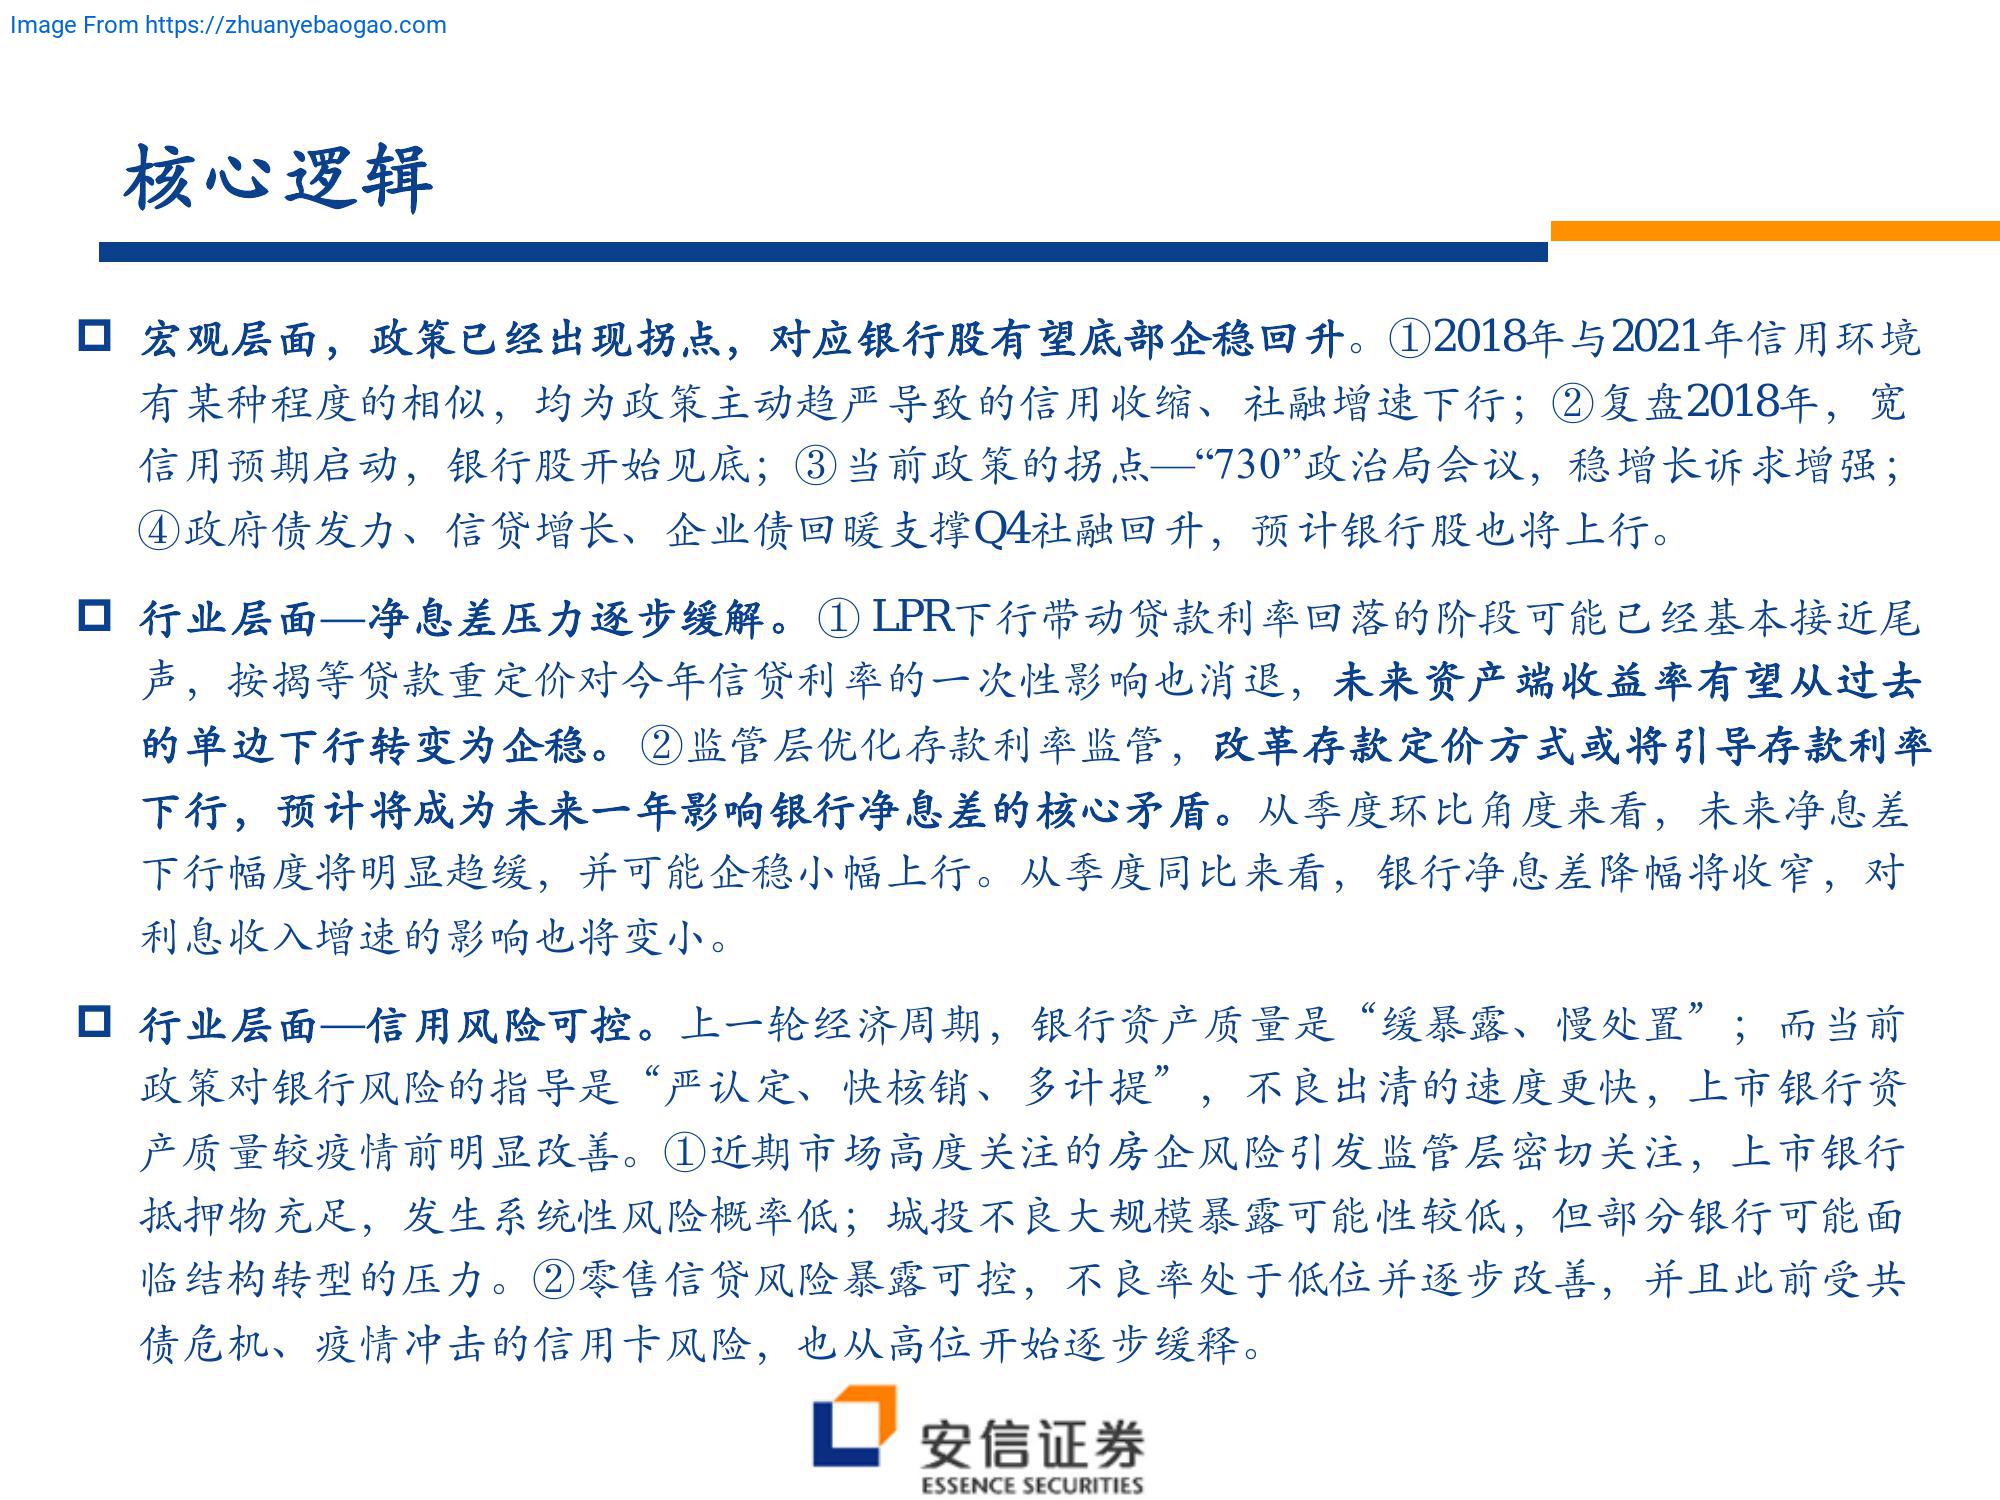 Image From https://zhuanyebaogao.com
核心逻辑
宏观层面，政策已经出现拐点，对应银行股有望底部企稳回升。①2018年与2021年信用环境
有某种程度的相似，均为政策主动趋严导致的信用收缩、社融增速下行；②复盘2018年，宽
信用预期启动，银行股开始见底；③当前政策的拐点—“730”政治局会议，稳增长诉求增强；
④政府债发力、信贷增长、企业债回暖支撑Q4社融回升，预计银行股也将上行。
行业层面—净息差压力逐步缓解。① LPR下行带动贷款利率回落的阶段可能已经基本接近尾
声，按揭等贷款重定价对今年信贷利率的一次性影响也消退，未来资产端收益率有望从过去
的单边下行转变为企稳。②监管层优化存款利率监管，改革存款定价方式或将引导存款利率
下行，预计将成为未来一年影响银行净息差的核心矛盾。从季度环比角度来看，未来净息差
下行幅度将明显趋缓，并可能企稳小幅上行。从季度同比来看，银行净息差降幅将收窄，对
利息收入增速的影响也将变小。
行业层面—信用风险可控。上一轮经济周期，银行资产质量是“缓暴露、慢处置”；而当前
政策对银行风险的指导是“严认定、快核销、多计提”，不良出清的速度更快，上市银行资
产质量较疫情前明显改善。①近期市场高度关注的房企风险引发监管层密切关注，上市银行
抵押物充足，发生系统性风险概率低；城投不良大规模暴露可能性较低，但部分银行可能面
临结构转型的压力。②零售信贷风险暴露可控，不良率处于低位并逐步改善，并且此前受共
债危机、疫情冲击的信用卡风险，也从高位开始逐步缓释。
安信证券
ESSENCE SECURITIES